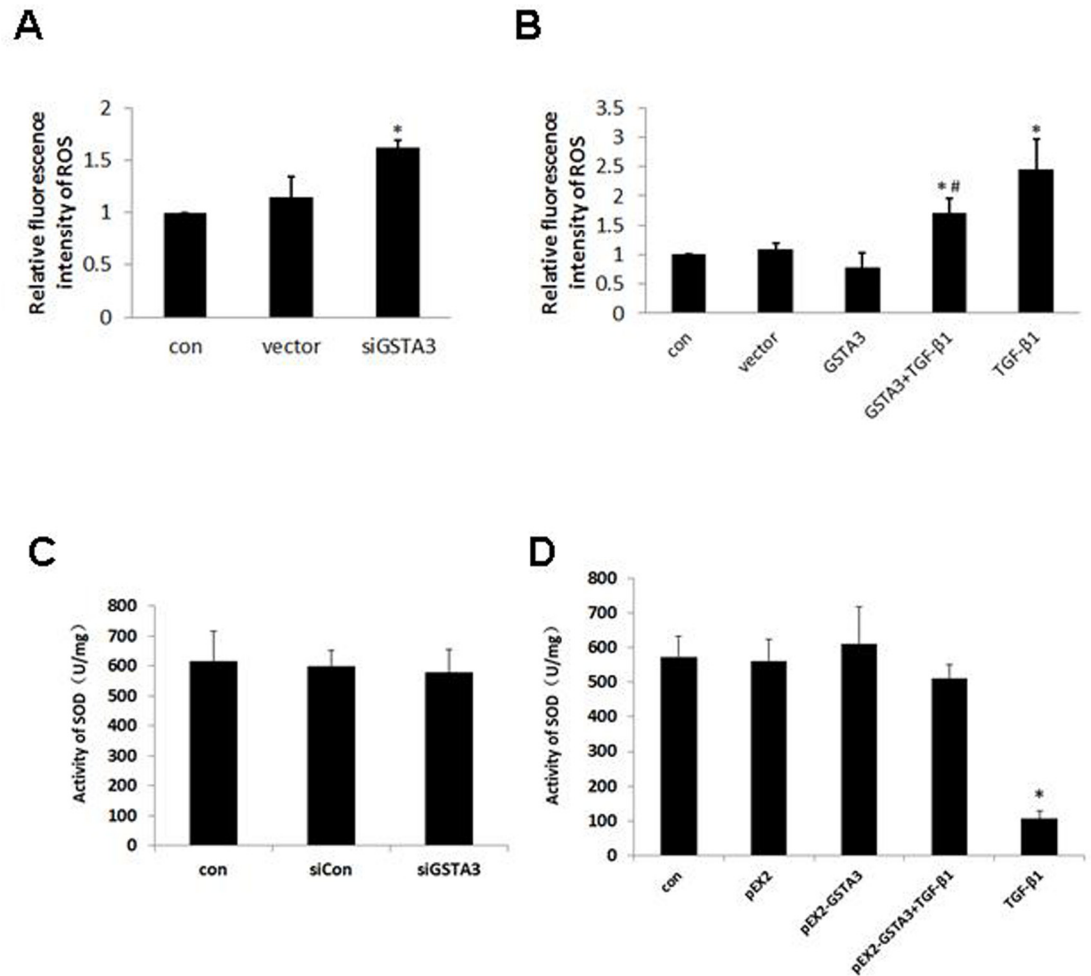 A
Relative fluorescence
intensity of ROS
2
1.5
1
0.5
0
*
con
vector
siGSTA3
B
Relative fluorescence
intensity of ROS
3.5
3
2.5
2
1.5
1
0.5
0
* #
*
con
vector
GSTA3
GSTA3+TGF-β1
TGF-β1
C
Activity of SOD（U/mg）
800
700
600
500
400
300
200
100
0
con
siCon
siGSTA3
D
Activity of SOD（U/mg）
800
700
600
500
400
300
200
100
0
*
con
pEX2
pEX2-GSTA3
pEX2-GSTA3+TGF-β1
TGF-β1